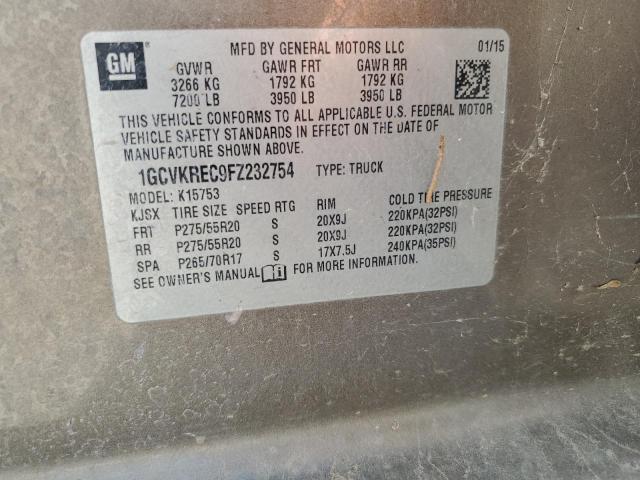 GM MFD BY GENERAL MOTORS LLC 01/15
GVWR GAWR FRT GAWR RR
3266 KG 1792 KG 1792 KG
7200 LB 3950 LB 3950 LB
THIS VEHICLE CONFORMS TO ALL APPLICABLE U.S. FEDERAL MOTOR
VEHICLE SAFETY STANDARDS IN EFFECT ON THE DATE OF
MANUFACTURE SHOWN ABOVE.
1GCVKREC9FZ232754 TYPE: TRUCK
MODEL: K15753
KJSX TIRE SIZE SPEED RTG RIM COLD TIRE PRESSURE
FRT P275/55R20 S 20X9J 220KPA(32PSI)
RR P275/55R20 S 20X9J 220KPA(32PSI)
SPA P265/70R17 S 17X7.5J 240KPA(35PSI)
SEE OWNER'S MANUAL FOR MORE INFORMATION.